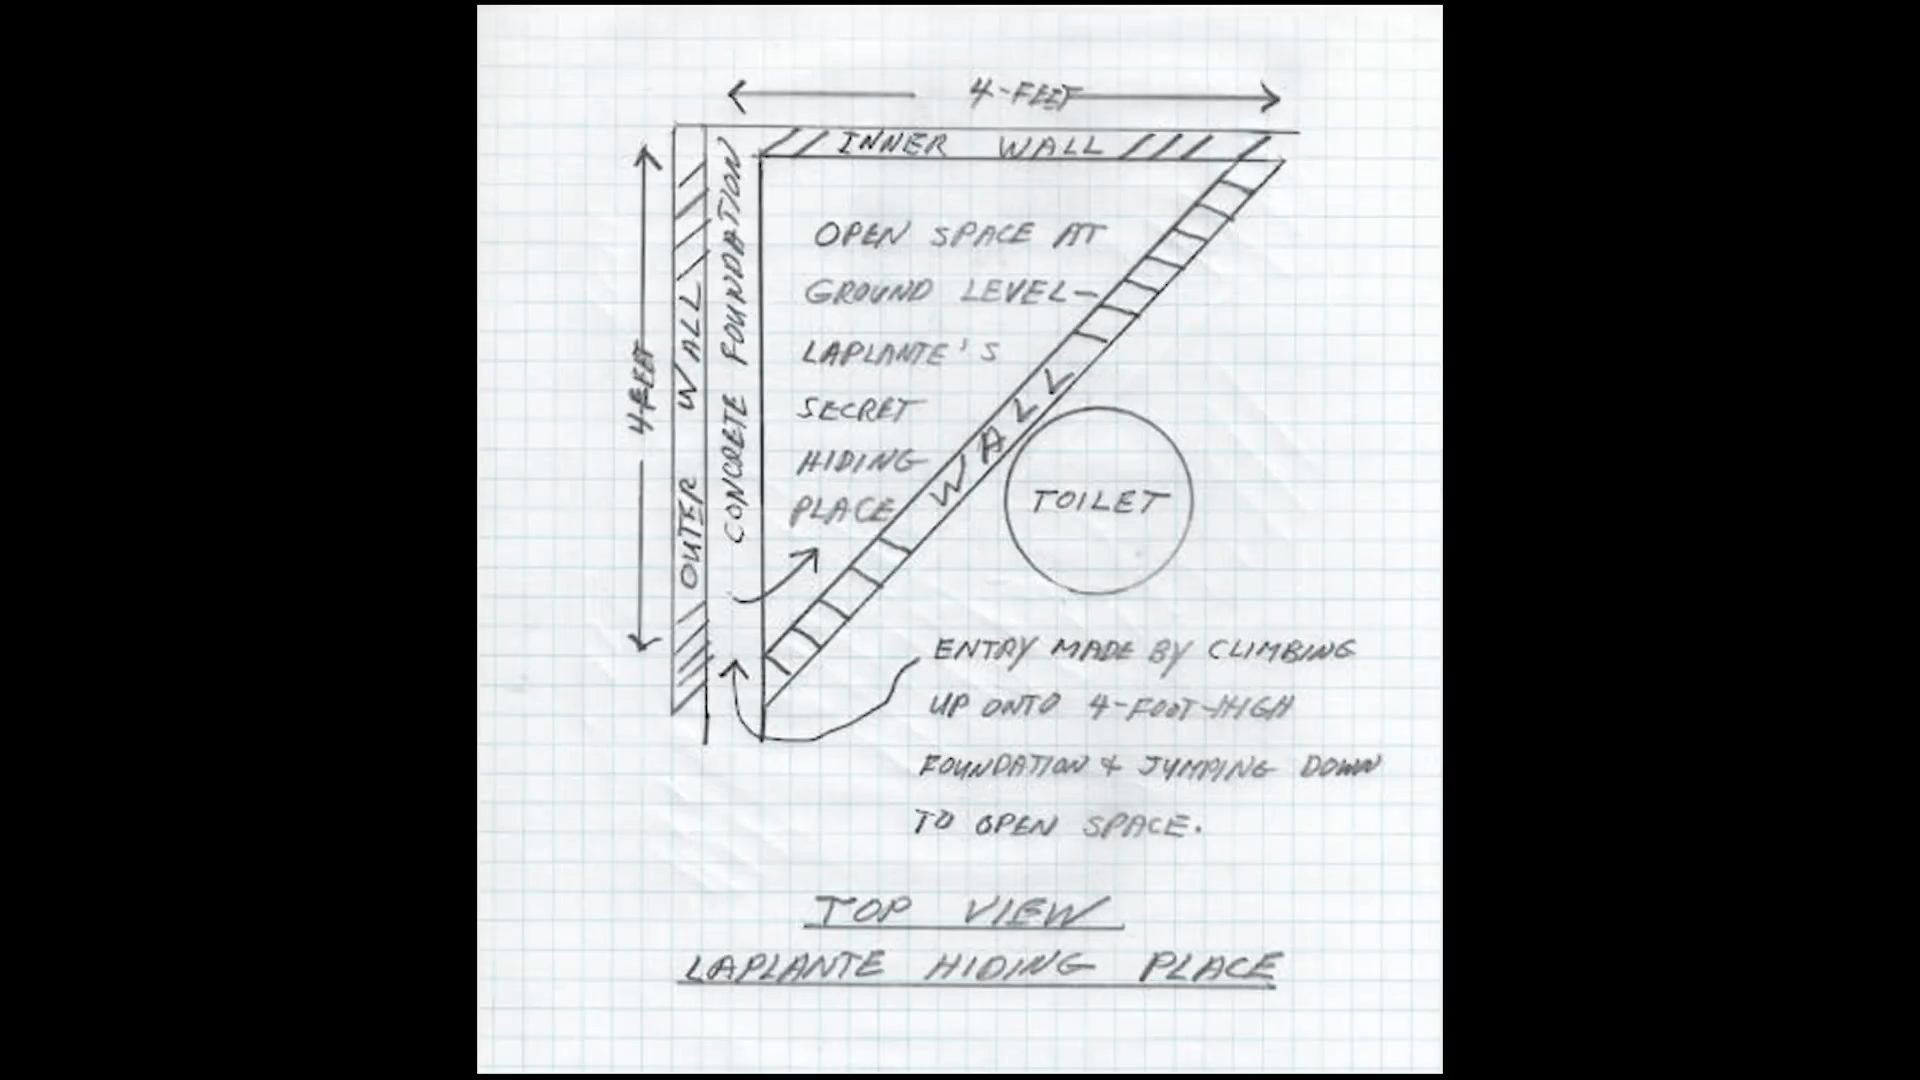 4-FEET
INNER WALL
4-FEET
OUTER WALL
CONCRETE FOUNDATION
OPEN SPACE AT
GROUND LEVEL-
LAPLANTE'S
SECRET
HIDING
PLACE
WALL
TOILET
ENTRY MADE BY CLIMBING
UP ONTO 4-FOOT-HIGH
FOUNDATION & JUMPING DOWN
TO OPEN SPACE.
TOP VIEW
LAPLANTE HIDING PLACE